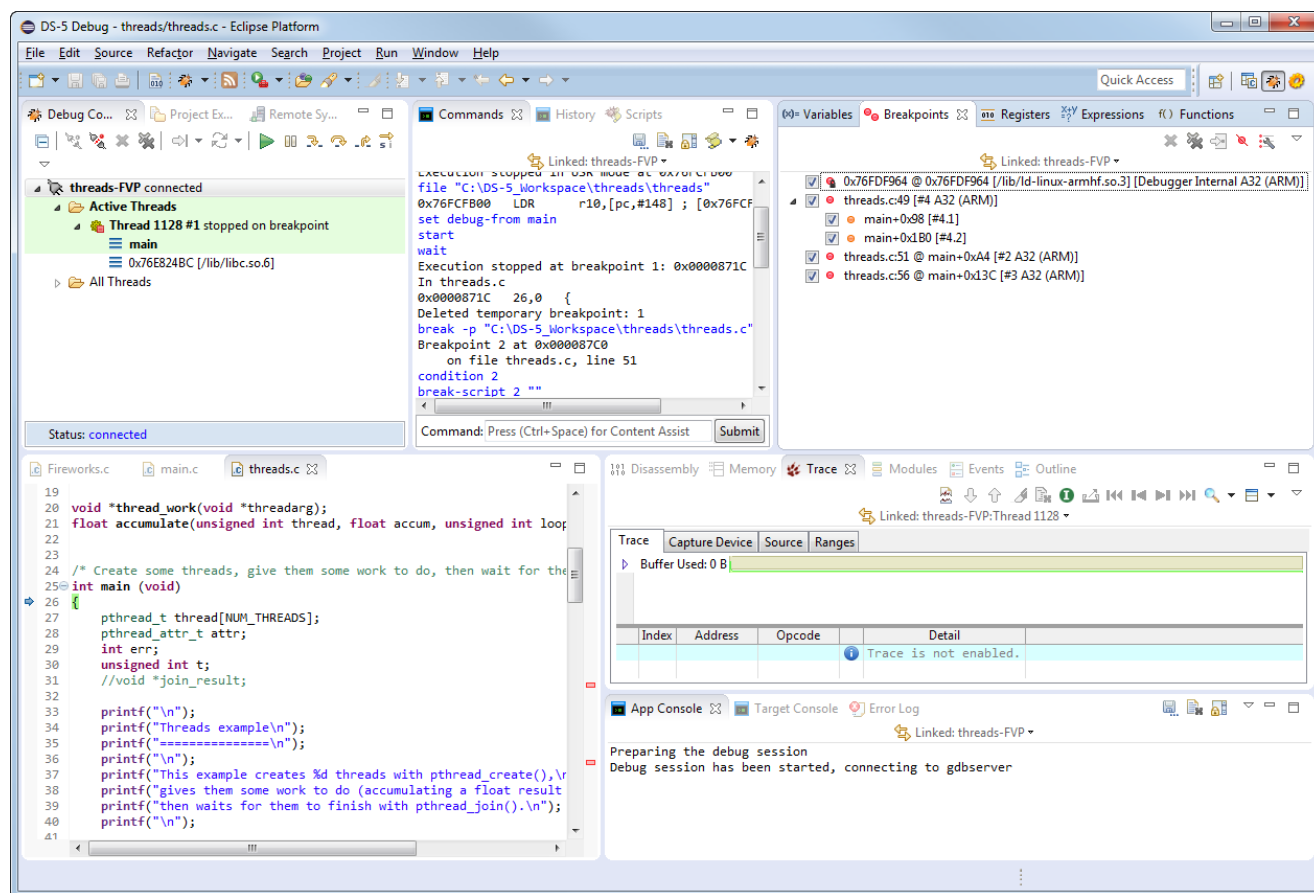 DS-5 Debug - threads/threads.c - Eclipse Platform
File Edit Source Refactor Navigate Search Project Run Window Help
Quick Access
Debug Co... Project Ex... Remote Sy...
threads-FVP connected
Active Threads
Thread 1128 #1 stopped on breakpoint
main
0x76E824BC [/lib/libc.so.6]
All Threads
Status: connected
Commands History Scripts
Linked: threads-FVP
Execution stopped in USR mode at 0x76FCFB00
file "C:\DS-5_Workspace\threads\threads"
0x76FCFB00 LDR r10,[pc,#148] ; [0x76FCF
set debug-from main
start
wait
Execution stopped at breakpoint 1: 0x0000871C
In threads.c
0x0000871C 26,0 {
Deleted temporary breakpoint: 1
break -p "C:\DS-5_Workspace\threads\threads.c"
Breakpoint 2 at 0x000087C0
on file threads.c, line 51
condition 2
break-script 2 ""
Command: Press (Ctrl+Space) for Content Assist Submit
(x)= Variables Breakpoints 010 Registers X+Y Expressions f() Functions
Linked: threads-FVP
0x76FDF964 @ 0x76FDF964 [/lib/ld-linux-armhf.so.3] [Debugger Internal A32 (ARM)]
threads.c:49 [#4 A32 (ARM)]
main+0x98 [#4.1]
main+0x1B0 [#4.2]
threads.c:51 @ main+0xA4 [#2 A32 (ARM)]
threads.c:56 @ main+0x13C [#3 A32 (ARM)]
Fireworks.c main.c threads.c
19
20 void *thread_work(void *threadarg);
21 float accumulate(unsigned int thread, float accum, unsigned int loop
22
23
24 /* Create some threads, give them some work to do, then wait for the
25 int main (void)
26 {
27 pthread_t thread[NUM_THREADS];
28 pthread_attr_t attr;
29 int err;
30 unsigned int t;
31 //void *join_result;
32
33 printf("\n");
34 printf("Threads example\n");
35 printf("===============\n");
36 printf("\n");
37 printf("This example creates %d threads with pthread_create(),\n
38 printf("gives them some work to do (accumulating a float result
39 printf("then waits for them to finish with pthread_join().\n");
40 printf("\n");
41
Disassembly Memory Trace Modules Events Outline
Linked: threads-FVP:Thread 1128
Trace Capture Device Source Ranges
Buffer Used: 0 B
Index Address Opcode Detail
Trace is not enabled.
App Console Target Console Error Log
Linked: threads-FVP
Preparing the debug session
Debug session has been started, connecting to gdbserver